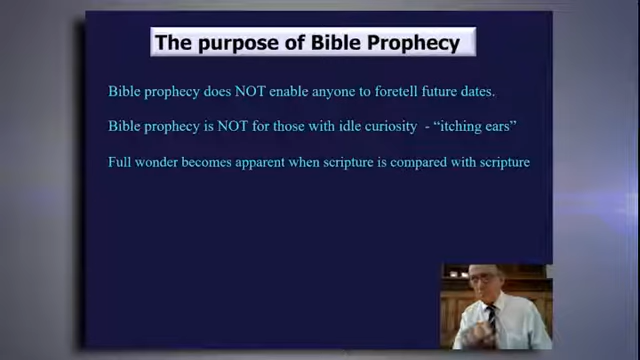 The purpose of Bible Prophecy
Bible prophecy does NOT enable anyone to foretell future dates.
Bible prophecy is NOT for those with idle curiosity - “itching ears”
Full wonder becomes apparent when scripture is compared with scripture